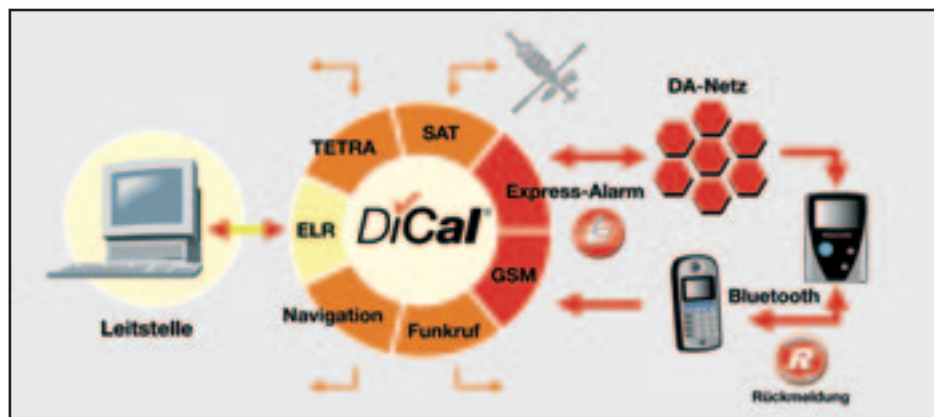 DA-Netz
TETRA
SAT
Express-Alarm
E
ELR
DiCal®
GSM
Leitstelle
Navigation
Funkruf
Bluetooth
R
Rückmeldung